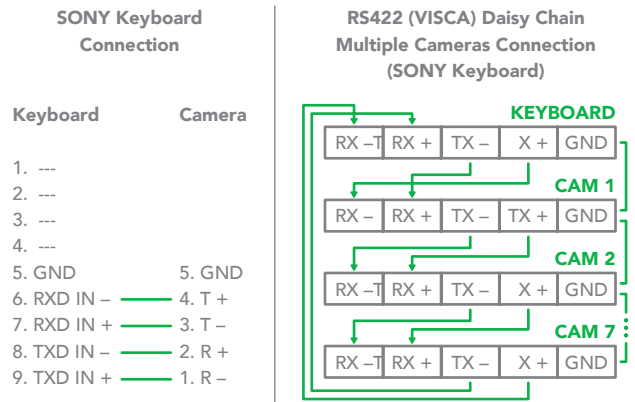 SONY Keyboard
Connection
Keyboard Camera
1. ---
2. ---
3. ---
4. ---
5. GND 5. GND
6. RXD IN – 4. T +
7. RXD IN + 3. T –
8. TXD IN – 2. R +
9. TXD IN + 1. R –
RS422 (VISCA) Daisy Chain
Multiple Cameras Connection
(SONY Keyboard)
KEYBOARD
RX –T RX + TX – X + GND
CAM 1
RX - RX + TX – TX + GND
CAM 2
RX –T RX + TX – X + GND
CAM 7
RX –T RX + TX – X + GND